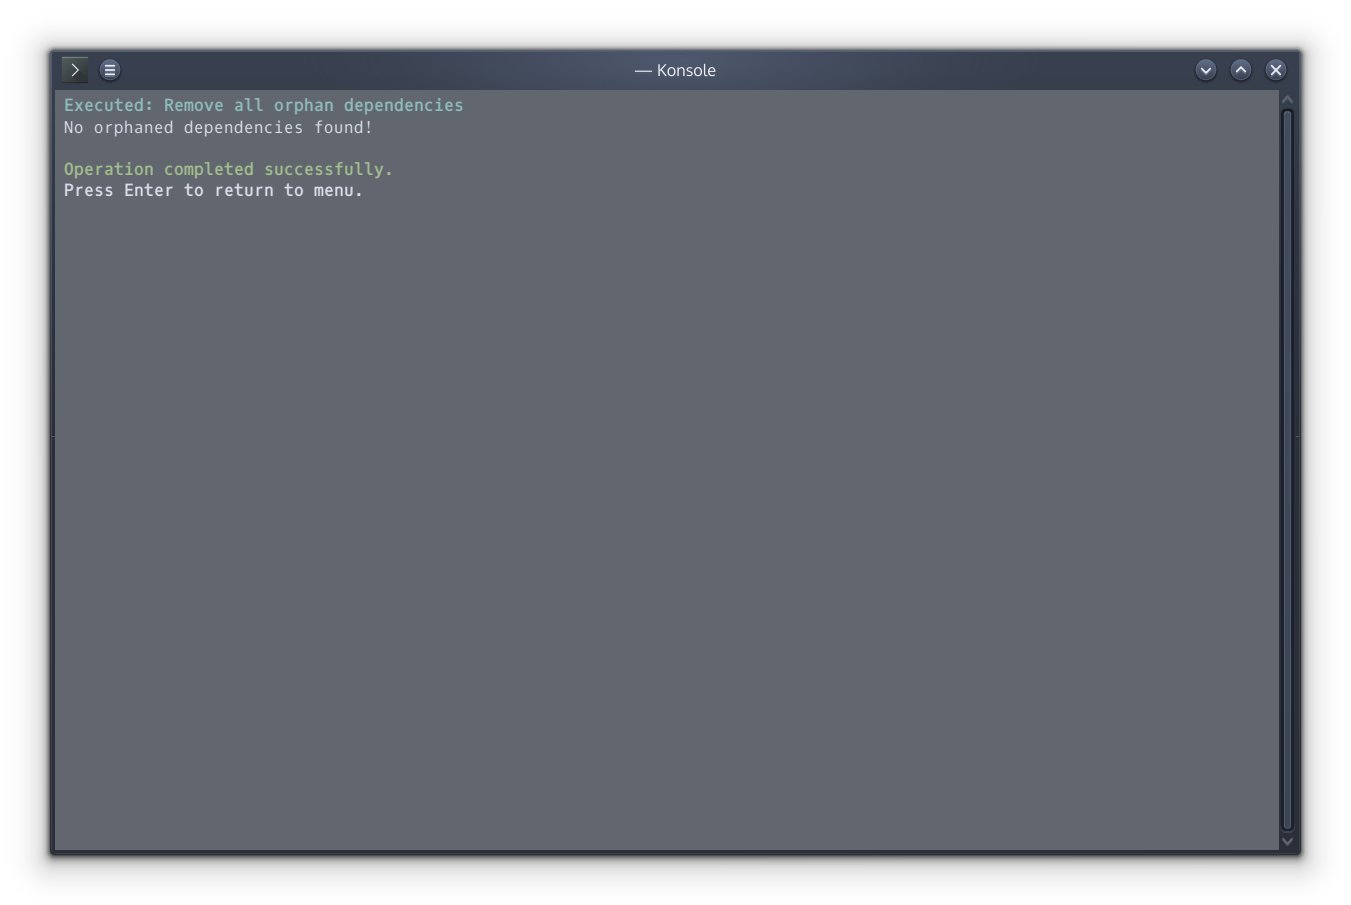 — Konsole
Executed: Remove all orphan dependencies
No orphaned dependencies found!
Operation completed successfully.
Press Enter to return to menu.